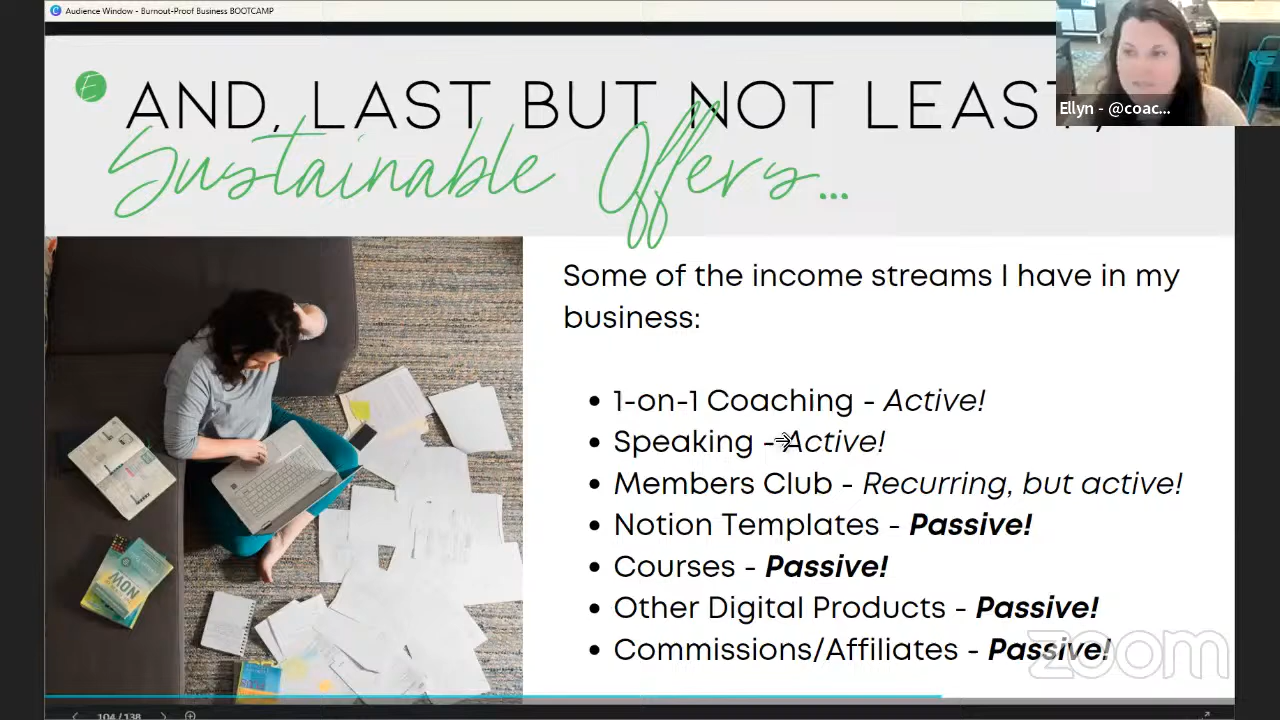 Audience Window - Burnout-Proof Business BOOTCAMP
E
AND, LAST BUT NOT LEAST,
Sustainable Offers...
Ellyn - @coac...
Some of the income streams I have in my
business:
• 1-on-1 Coaching - Active!
• Speaking - Active!
• Members Club - Recurring, but active!
• Notion Templates - Passive!
• Courses - Passive!
• Other Digital Products - Passive!
• Commissions/Affiliates - Passive!
NOW
zoom
104 / 138